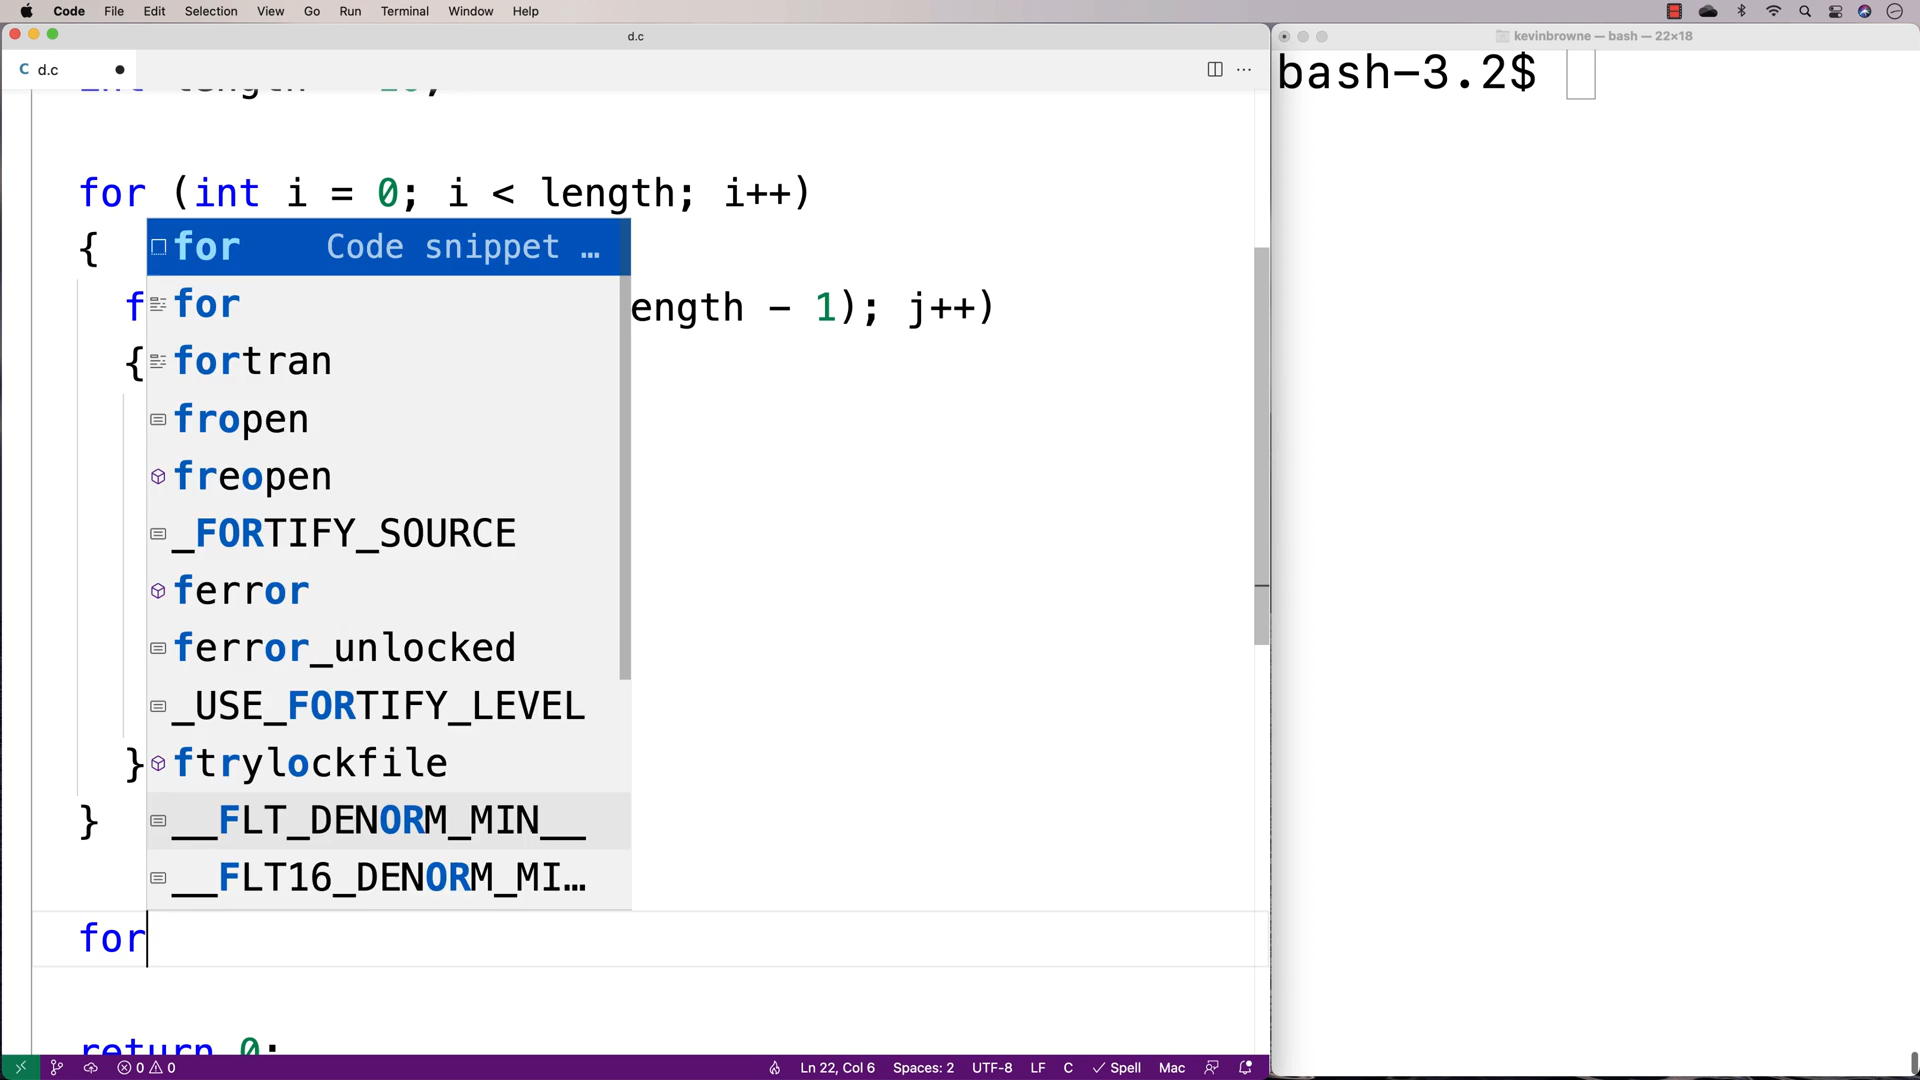 Code File Edit Selection View Go Run Terminal Window Help
d.c
kevinbrowne — bash — 22×18
C d.c
bash-3.2$
for (int i = 0; i < length; i++)
{
for Code snippet …
f ength - 1); j++)
for
{
fortran
fropen
freopen
_FORTIFY_SOURCE
ferror
ferror_unlocked
_USE_FORTIFY_LEVEL
}
ftrylockfile
}
__FLT_DENORM_MIN__
__FLT16_DENORM_MI…
for
return 0;
0 0 Ln 22, Col 6 Spaces: 2 UTF-8 LF C Spell Mac